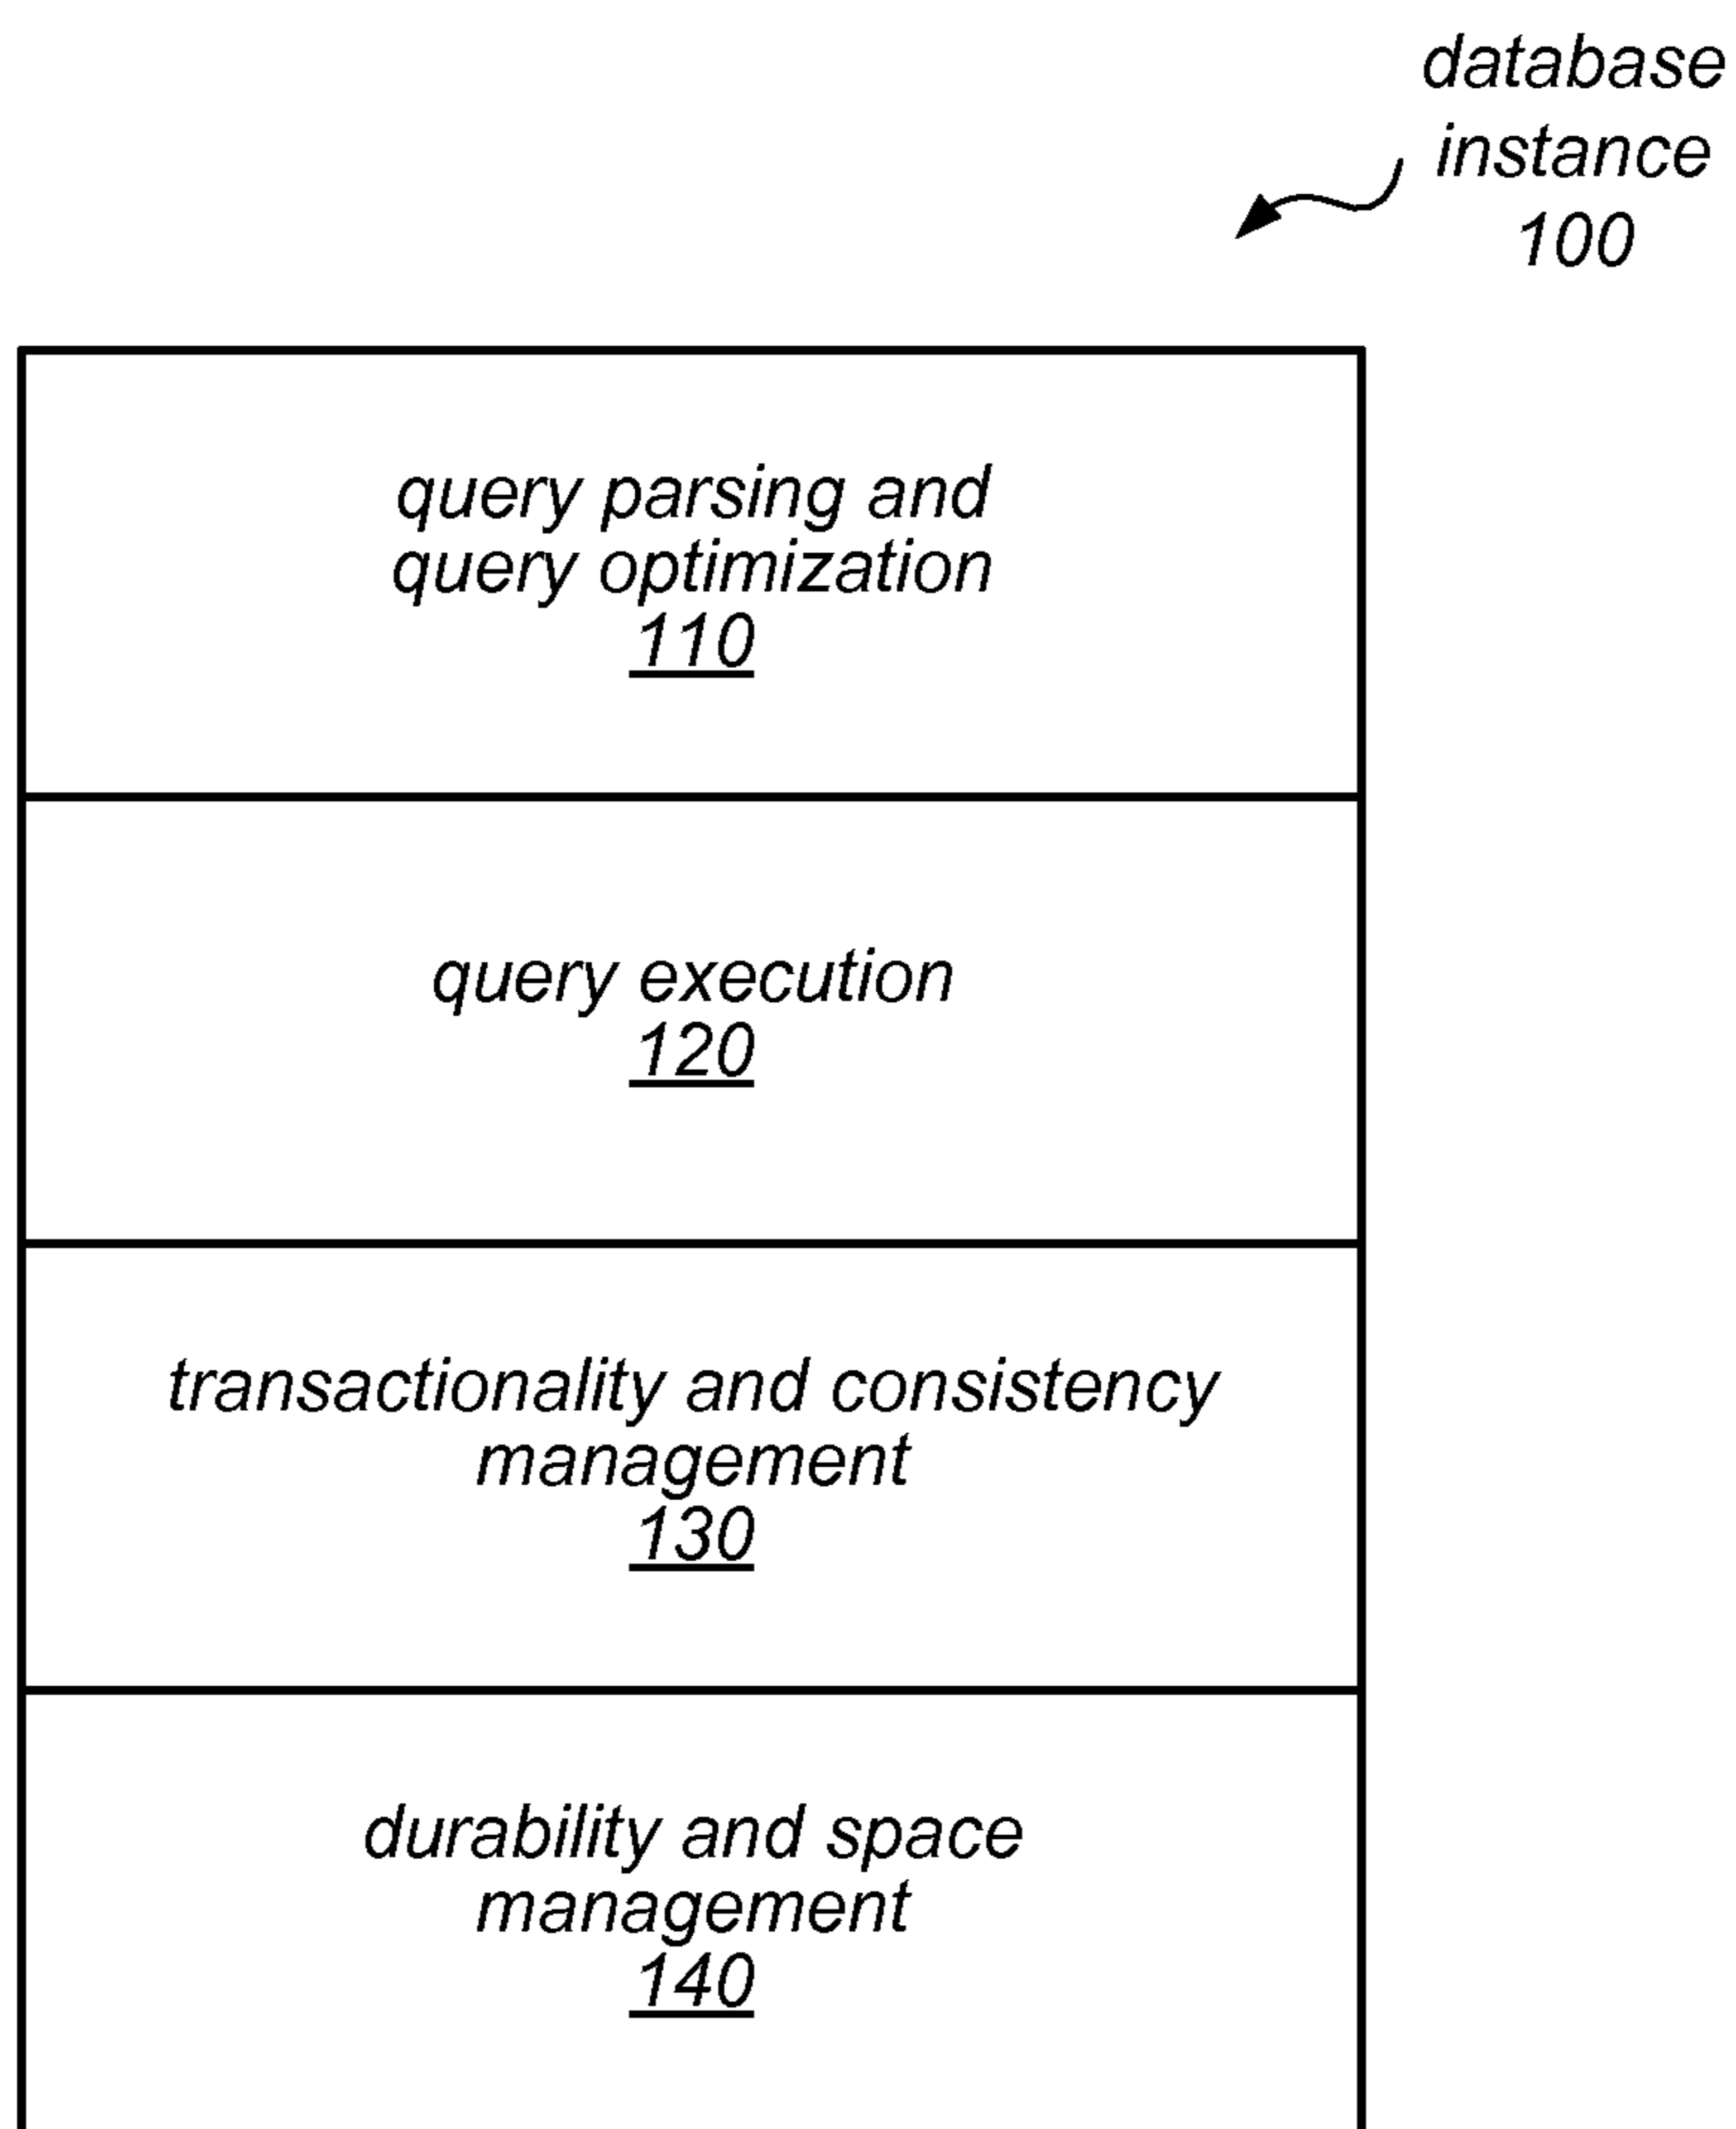 database
instance
100
query parsing and
query optimization
110
query execution
120
transactionality and consistency
management
130
durability and space
management
140